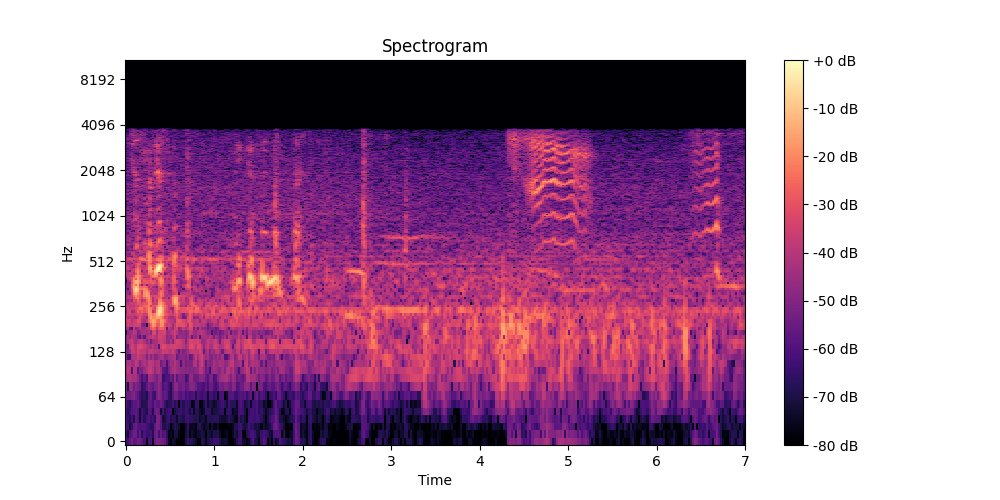 Spectrogram
8192
4096
2048
1024
512
256
128
64
0
Hz
0 1 2 3 4 5 6 7
Time
+0 dB
-10 dB
-20 dB
-30 dB
-40 dB
-50 dB
-60 dB
-70 dB
-80 dB